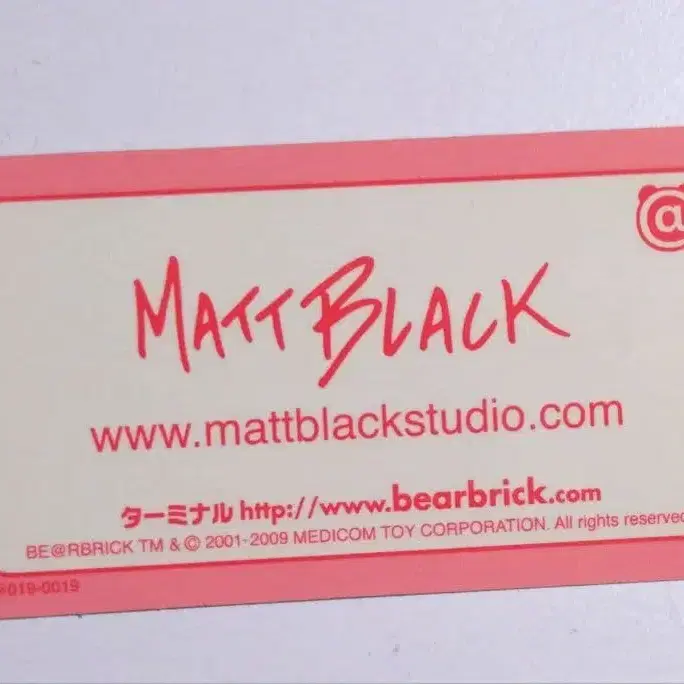 @
MATT BLACK
www.mattblackstudio.com
ターミナル http://www.bearbrick.com
BE@RBRICK TM & © 2001-2009 MEDICOM TOY CORPORATION. All rights reserved
019-0019